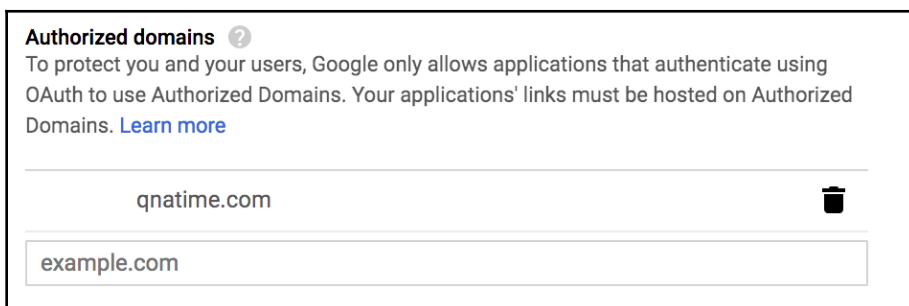 Authorized domains
To protect you and your users, Google only allows applications that authenticate using
OAuth to use Authorized Domains. Your applications' links must be hosted on Authorized
Domains. Learn more
qnatime.com
example.com